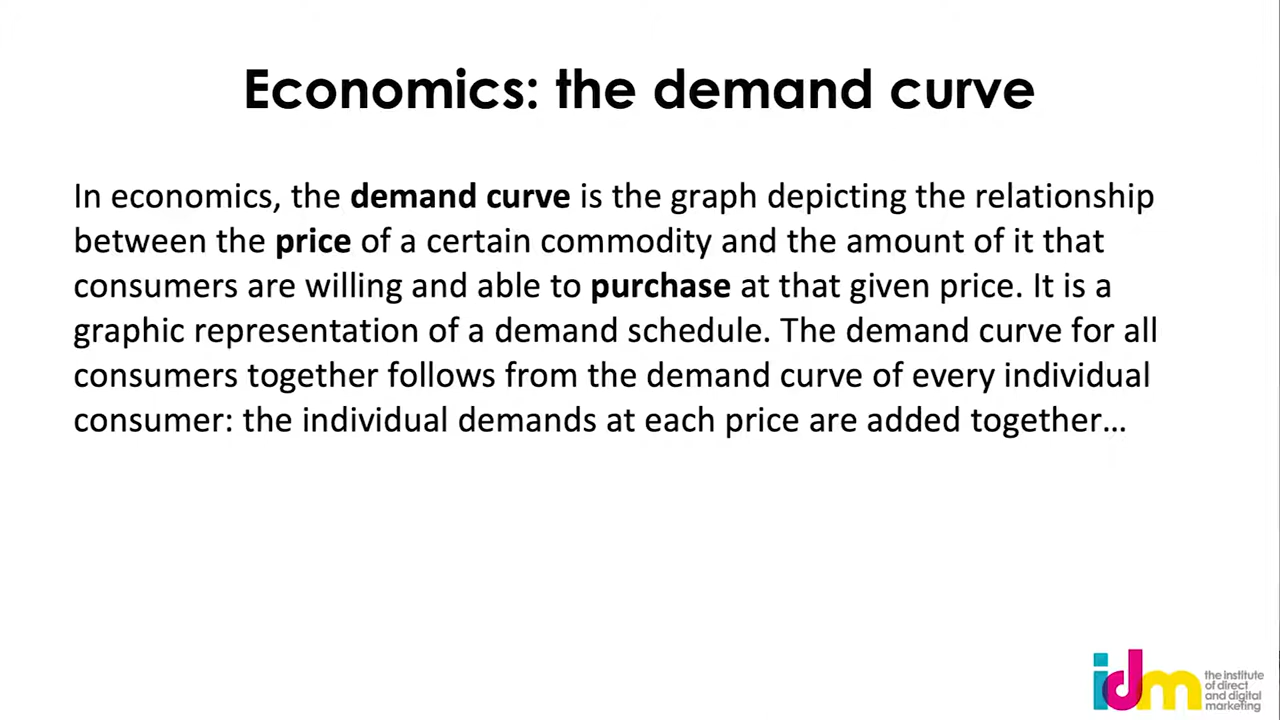 Economics: the demand curve
In economics, the demand curve is the graph depicting the relationship
between the price of a certain commodity and the amount of it that
consumers are willing and able to purchase at that given price. It is a
graphic representation of a demand schedule. The demand curve for all
consumers together follows from the demand curve of every individual
consumer: the individual demands at each price are added together…
idm
the institute
of direct
and digital
marketing